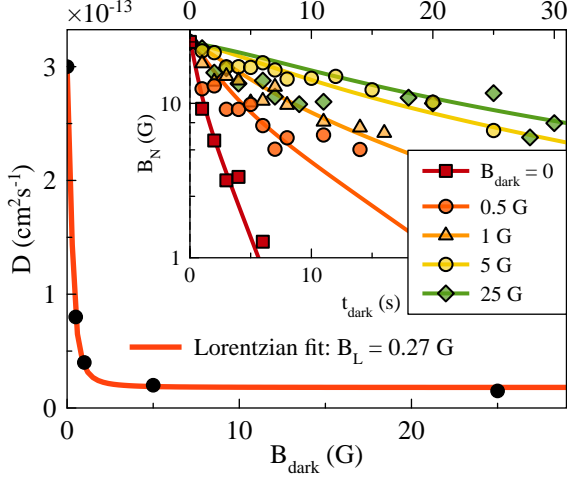 ×10⁻¹³
0 10 20 30
3
2
1
0
D (cm²s⁻¹)
10
1
B_N (G)
0 10
t_dark (s)
B_dark = 0
0.5 G
1 G
5 G
25 G
Lorentzian fit: B_L = 0.27 G
0 10 20
B_dark (G)